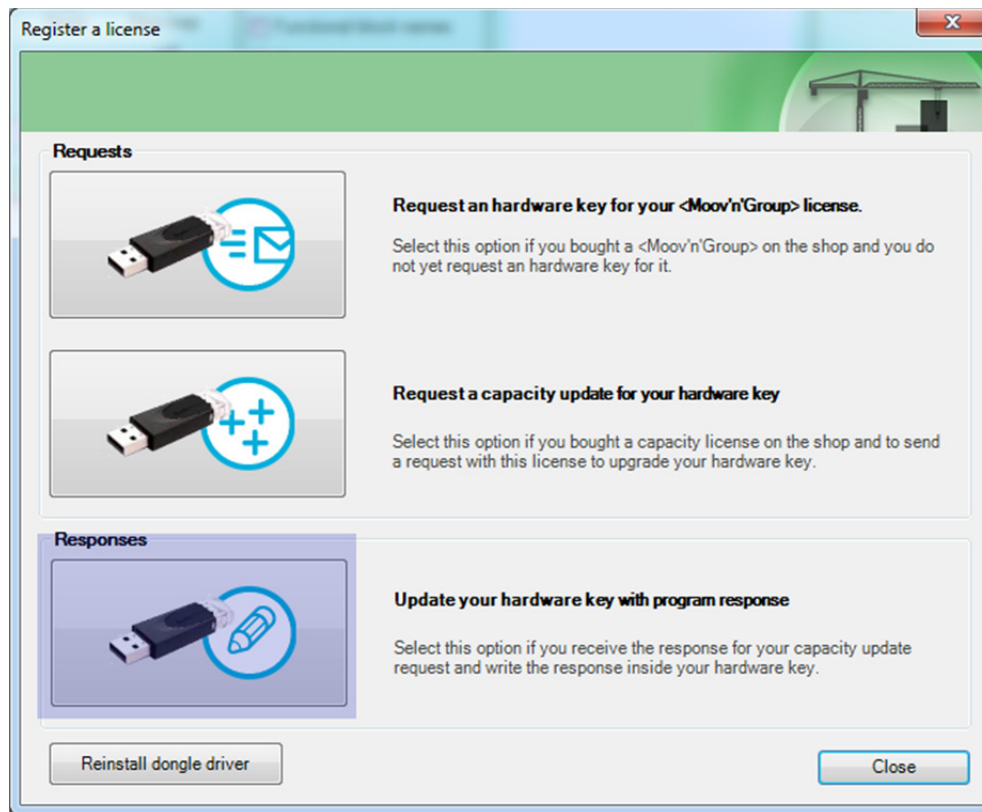 Register a license
Functional block names
Requests
Request an hardware key for your <Moov'n'Group> license.
Select this option if you bought a <Moov'n'Group> on the shop and you do
not yet request an hardware key for it.
Request a capacity update for your hardware key
Select this option if you bought a capacity license on the shop and to send
a request with this license to upgrade your hardware key.
Responses
Update your hardware key with program response
Select this option if you receive the response for your capacity update
request and write the response inside your hardware key.
Reinstall dongle driver
Close